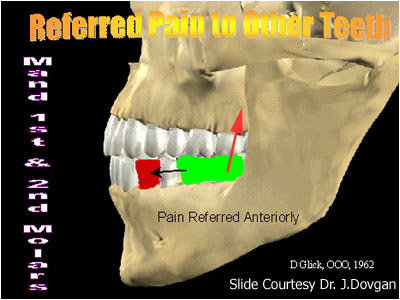 Referred Pain to Other Teeth
Mand 1st & 2nd Molars
Pain Referred Anteriorly
D Glick, OOO, 1962
Slide Courtesy Dr. J.Dovgan